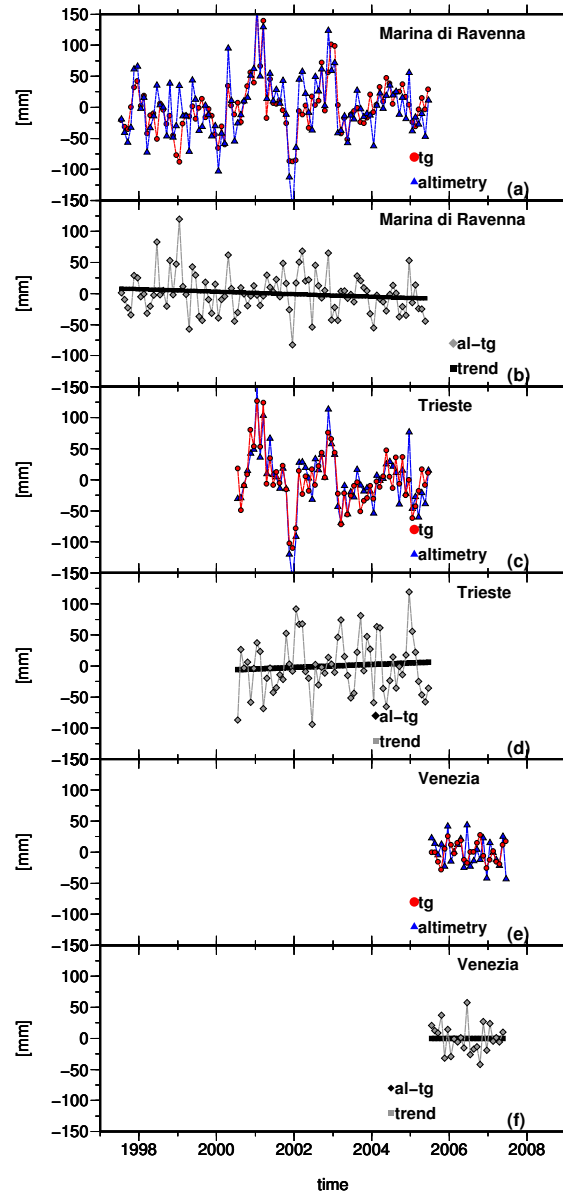 150
100
50
0
−50
−100
−150
[mm]
Marina di Ravenna
tg
altimetry
(a)
100
50
0
−50
−100
[mm]
Marina di Ravenna
al−tg
trend
(b)
150
100
50
0
−50
−100
−150
[mm]
Trieste
tg
altimetry
(c)
100
50
0
−50
−100
[mm]
Trieste
al−tg
trend
(d)
150
100
50
0
−50
−100
−150
[mm]
Venezia
tg
altimetry
(e)
100
50
0
−50
−100
−150
[mm]
Venezia
al−tg
trend
(f)
1998 2000 2002 2004 2006 2008
time